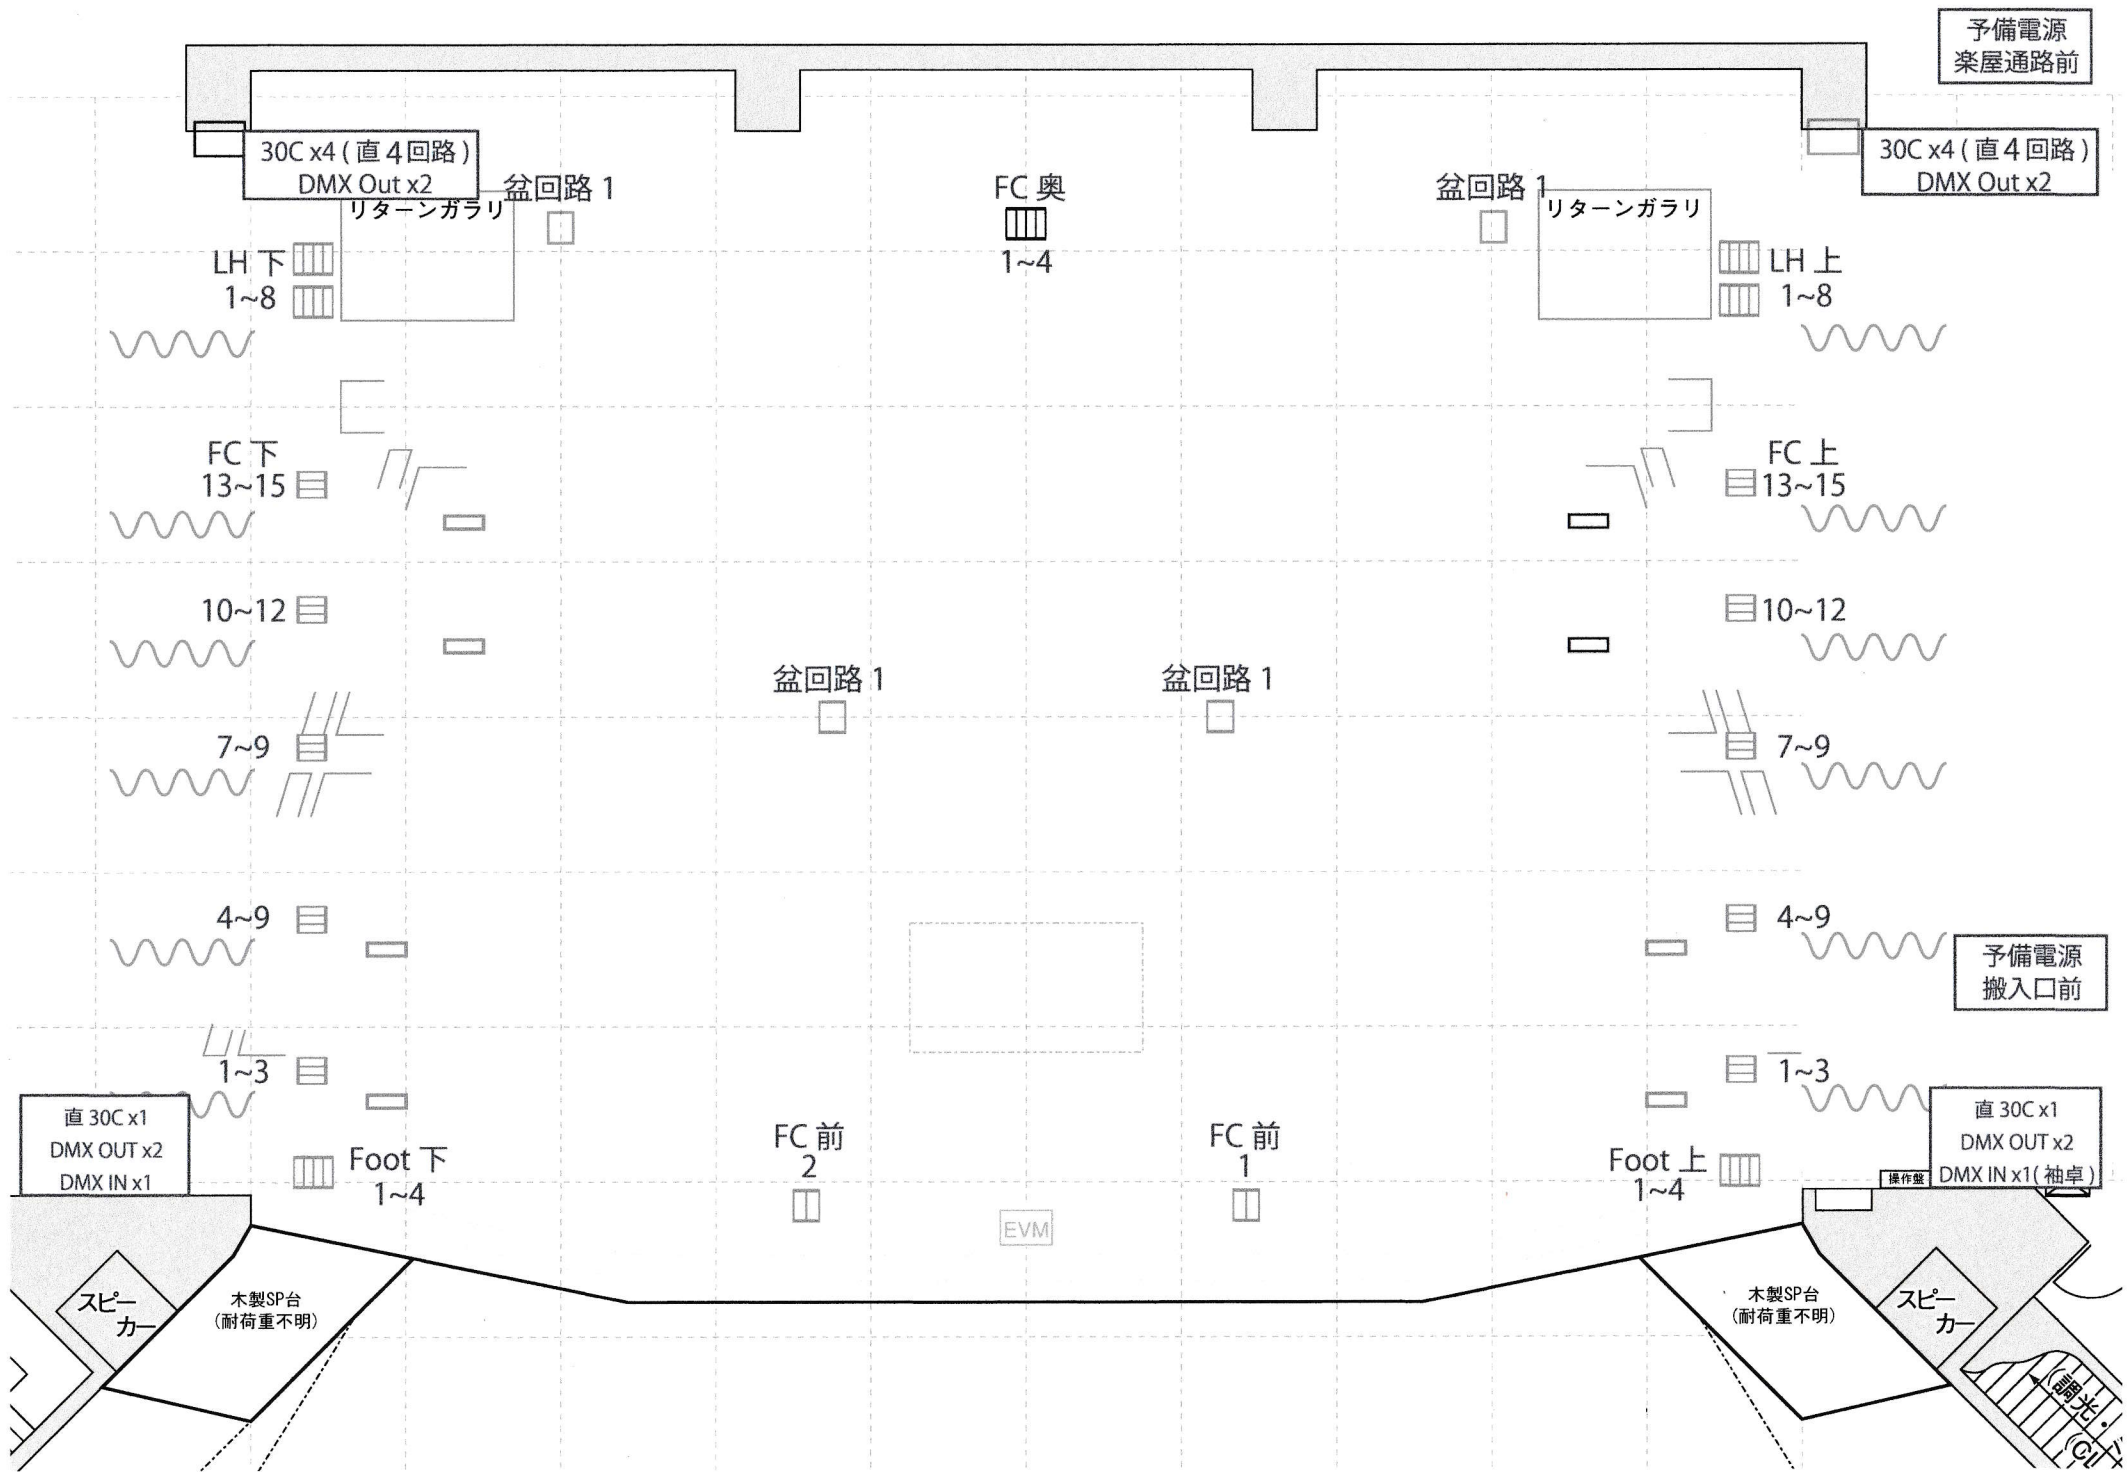 予備電源
楽屋通路前
30C x4 ( 直４回路 )
DMX Out x2
30C x4 ( 直４回路 )
DMX Out x2
盆回路 1
FC 奥
1~4
盆回路 1
リターンガラリ
リターンガラリ
LH 下
1~8
LH 上
1~8
FC 下
13~15
FC 上
13~15
10~12
10~12
盆回路 1
盆回路 1
7~9
7~9
4~9
4~9
予備電源
搬入口前
1~3
1~3
直 30C x1
DMX OUT x2
DMX IN x1
直 30C x1
DMX OUT x2
DMX IN x1( 袖卓 )
操作盤
Foot 下
1~4
FC 前
2
FC 前
1
Foot 上
1~4
EVM
スピー
カー
木製SP台
(耐荷重不明)
木製SP台
(耐荷重不明)
スピー
カー
(調光・
(CL